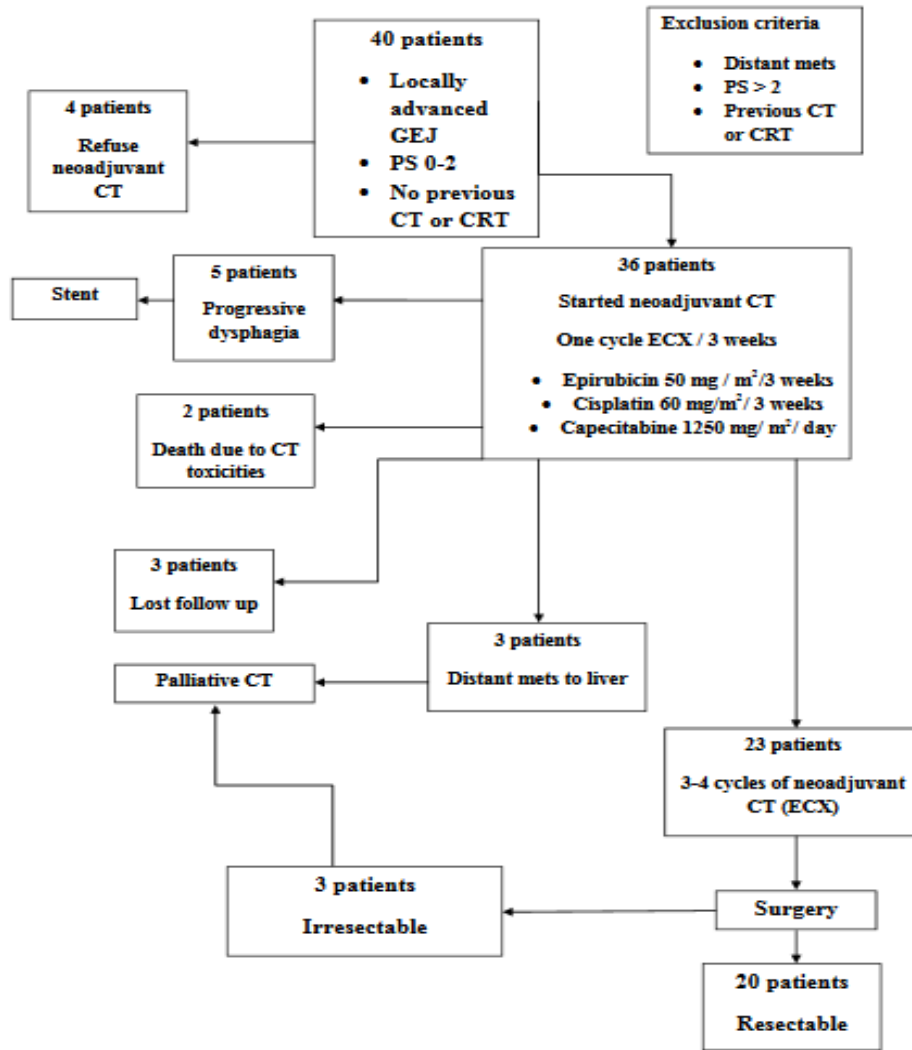 40 patients
• Locally
advanced
GEJ
• PS 0-2
• No previous
CT or CRT
Exclusion criteria
• Distant mets
• PS > 2
• Previous CT
or CRT
4 patients
Refuse
neoadjuvant
CT
36 patients
Started neoadjuvant CT
One cycle ECX / 3 weeks
• Epirubicin 50 mg / m²/3 weeks
• Cisplatin 60 mg/m²/ 3 weeks
• Capecitabine 1250 mg/ m²/ day
5 patients
Progressive
dysphagia
Stent
2 patients
Death due to CT
toxicities
3 patients
Lost follow up
3 patients
Distant mets to liver
Palliative CT
23 patients
3-4 cycles of neoadjuvant
CT (ECX)
3 patients
Irresectable
Surgery
20 patients
Resectable